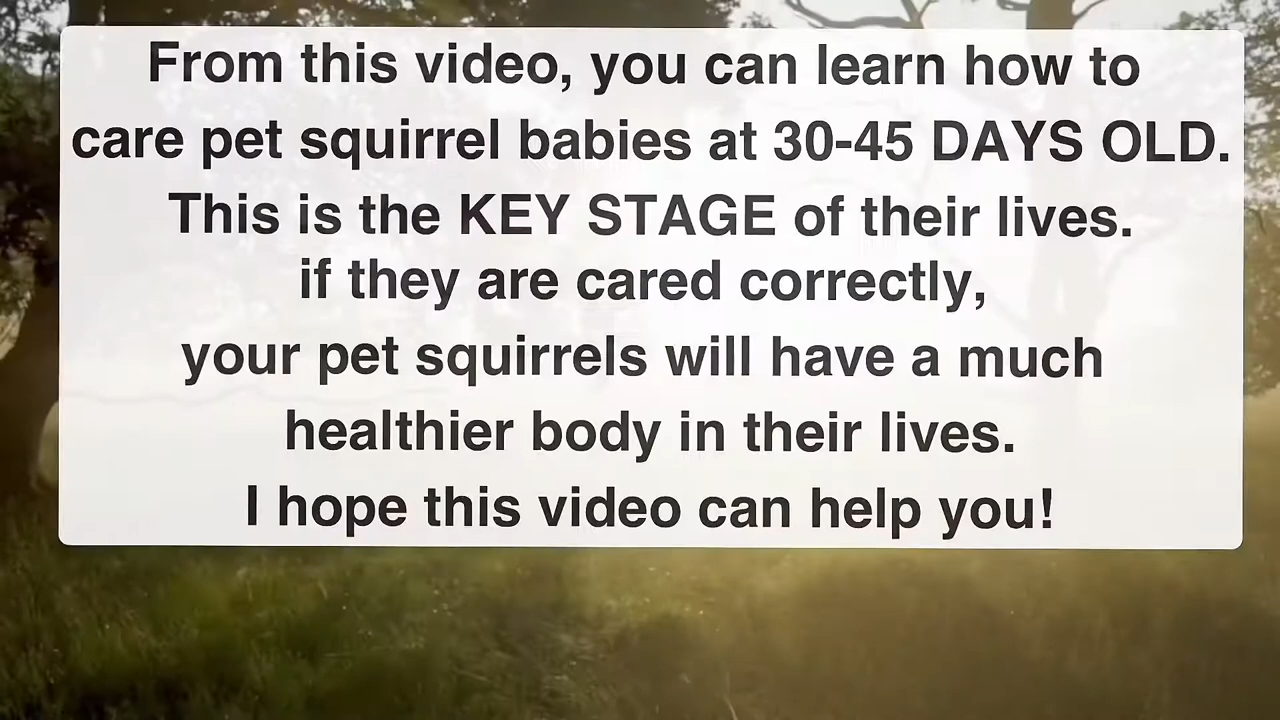 From this video, you can learn how to
care pet squirrel babies at 30-45 DAYS OLD.
This is the KEY STAGE of their lives.
if they are cared correctly,
your pet squirrels will have a much
healthier body in their lives.
I hope this video can help you!